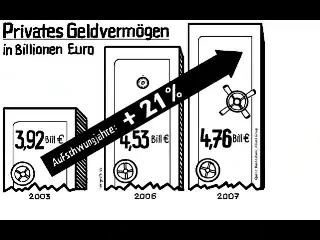 Privates Geldvermögen
in Billionen Euro
Aufschwungjahre: + 21%
3,92 Bill €
4,53 Bill €
4,76 Bill €
2003
2006
2007